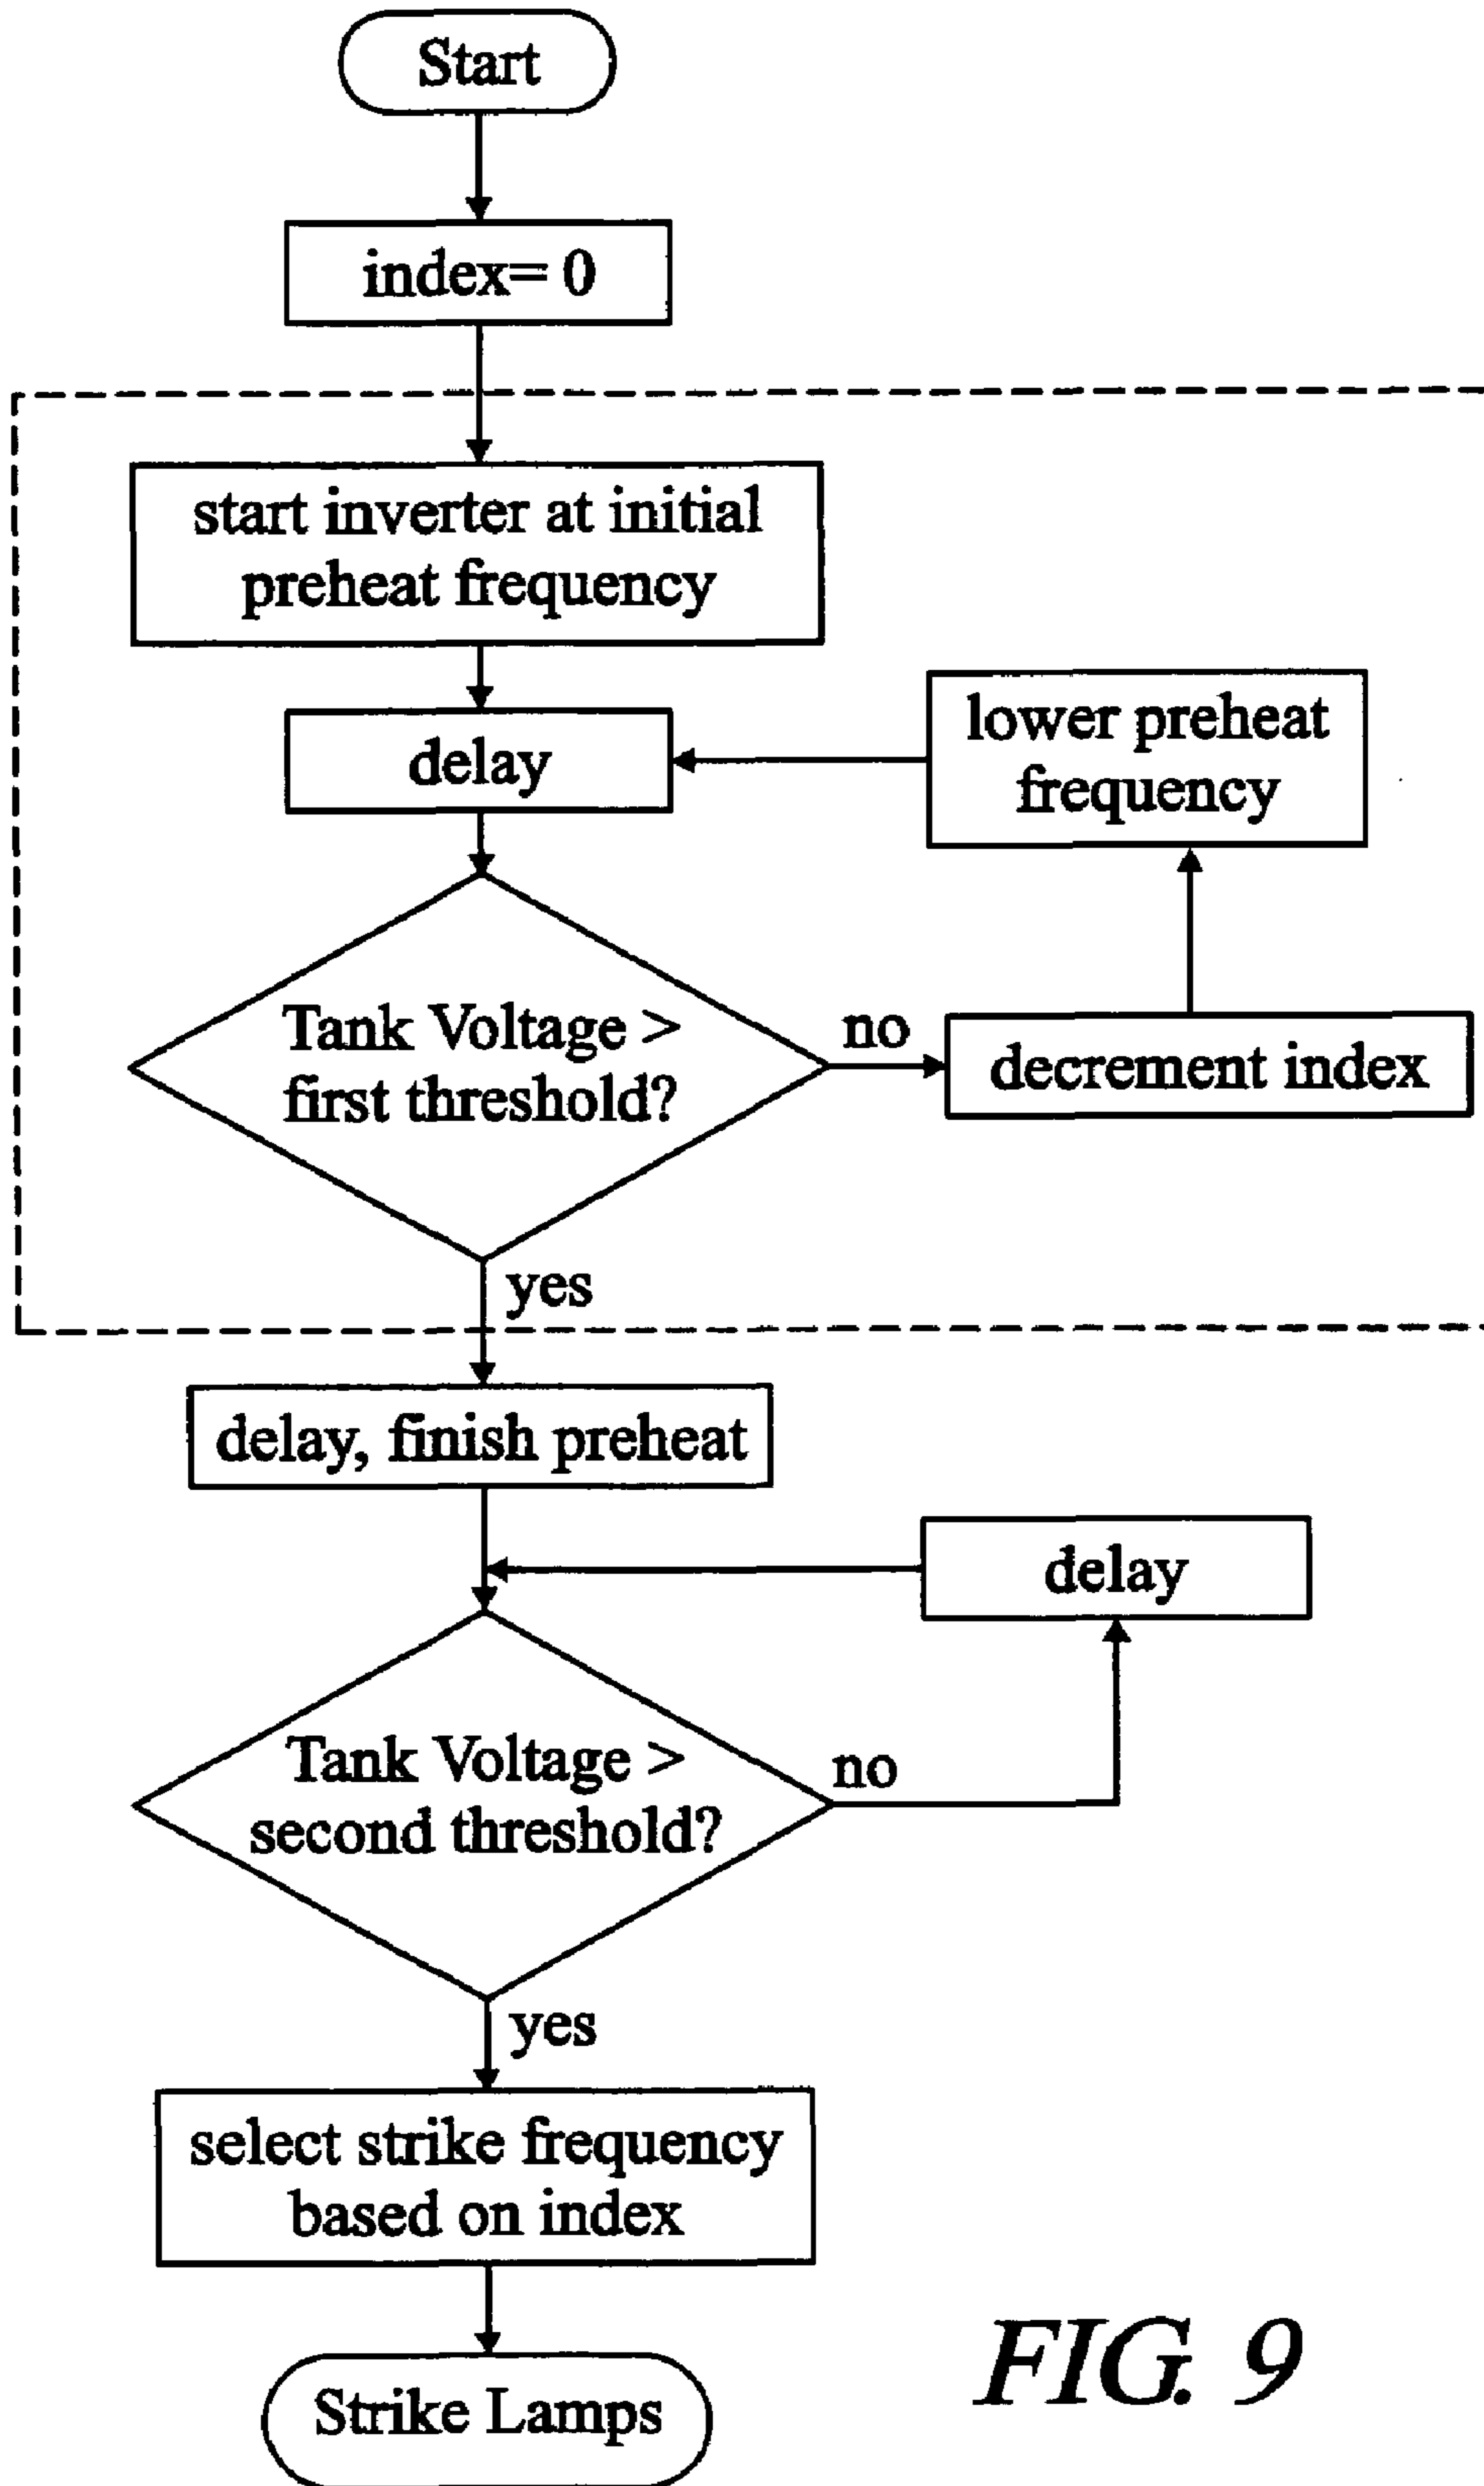 Start
index= 0
start inverter at initial
preheat frequency
lower preheat
frequency
delay
Tank Voltage >
first threshold?
no
decrement index
yes
delay, finish preheat
delay
Tank Voltage >
second threshold?
no
yes
select strike frequency
based on index
Strike Lamps
FIG. 9